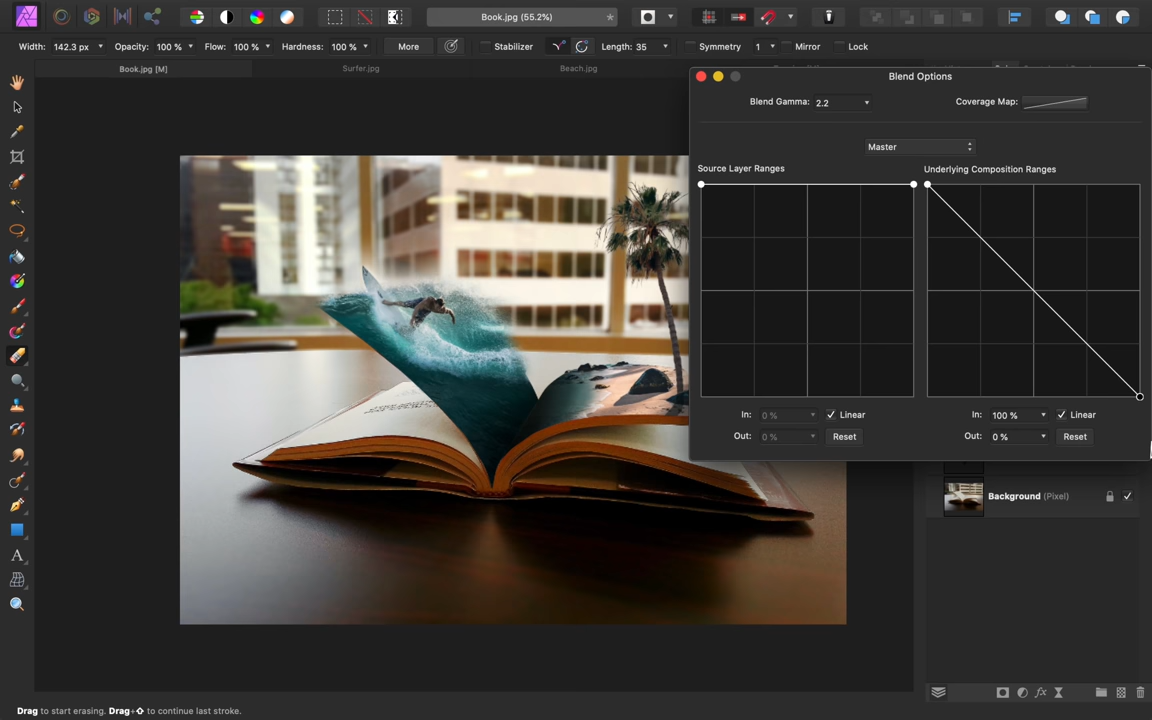 Book.jpg (55.2%)
Width: 142.3 px Opacity: 100 % Flow: 100 % Hardness: 100 % More Stabilizer Length: 35 Symmetry 1 Mirror Lock
Book.jpg [M] Surfer.jpg Beach.jpg
Blend Options
Blend Gamma: 2.2 Coverage Map:
Master
Source Layer Ranges Underlying Composition Ranges
In: 0 % Linear In: 100 % Linear
Out: 0 % Reset Out: 0 % Reset
Background (Pixel)
A
fx
Drag to start erasing. Drag+⇧ to continue last stroke.